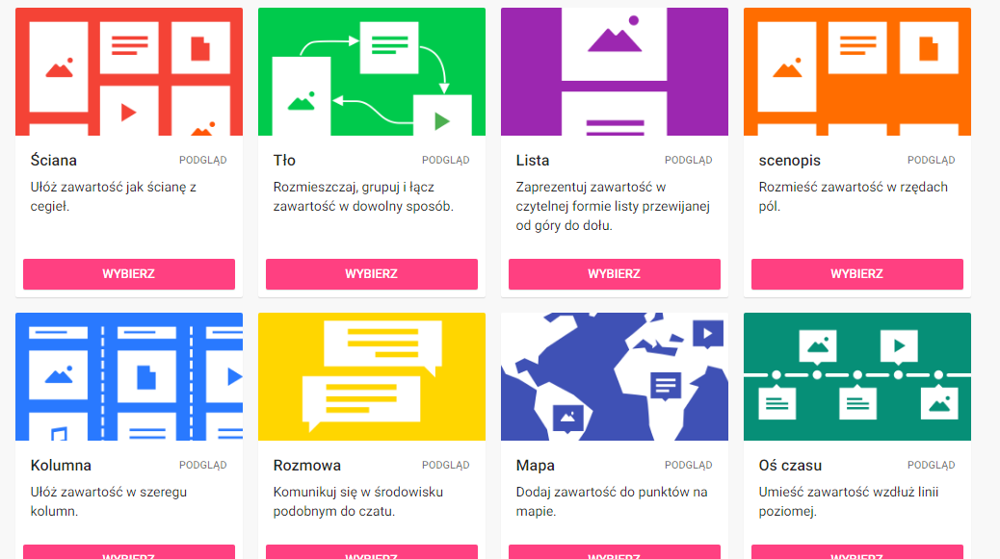 Ściana PODGLĄD
Ułóż zawartość jak ścianę z
cegieł.
WYBIERZ
Tło PODGLĄD
Rozmieszczaj, grupuj i łącz
zawartość w dowolny sposób.
WYBIERZ
Lista PODGLĄD
Zaprezentuj zawartość w
czytelnej formie listy przewijanej
od góry do dołu.
WYBIERZ
scenopis PODGLĄD
Rozmieść zawartość w rzędach
pól.
WYBIERZ
Kolumna PODGLĄD
Ułóż zawartość w szeregu
kolumn.
WYBIERZ
Rozmowa PODGLĄD
Komunikuj się w środowisku
podobnym do czatu.
WYBIERZ
Mapa PODGLĄD
Dodaj zawartość do punktów na
mapie.
WYBIERZ
Oś czasu PODGLĄD
Umieść zawartość wzdłuż linii
poziomej.
WYBIERZ